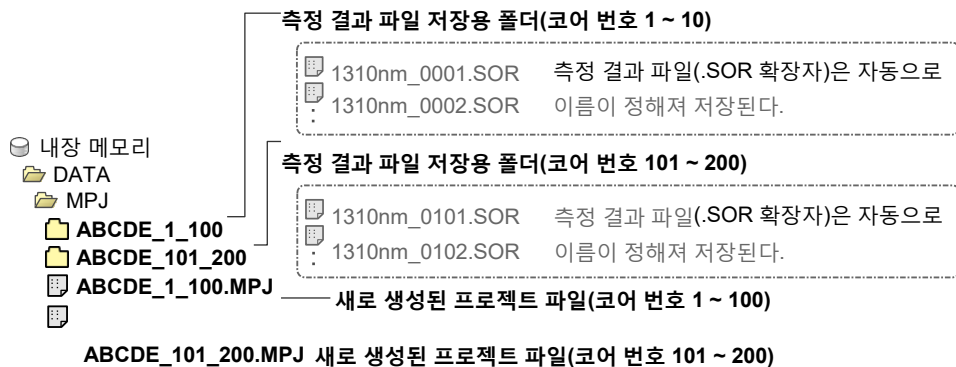 측정 결과 파일 저장용 폴더(코어 번호 1 ~ 10)
1310nm_0001.SOR 측정 결과 파일(.SOR 확장자)은 자동으로
1310nm_0002.SOR 이름이 정해져 저장된다.
내장 메모리
측정 결과 파일 저장용 폴더(코어 번호 101 ~ 200)
DATA
MPJ
1310nm_0101.SOR 측정 결과 파일(.SOR 확장자)은 자동으로
ABCDE_1_100
1310nm_0102.SOR 이름이 정해져 저장된다.
ABCDE_101_200
ABCDE_1_100.MPJ
새로 생성된 프로젝트 파일(코어 번호 1 ~ 100)
ABCDE_101_200.MPJ 새로 생성된 프로젝트 파일(코어 번호 101 ~ 200)